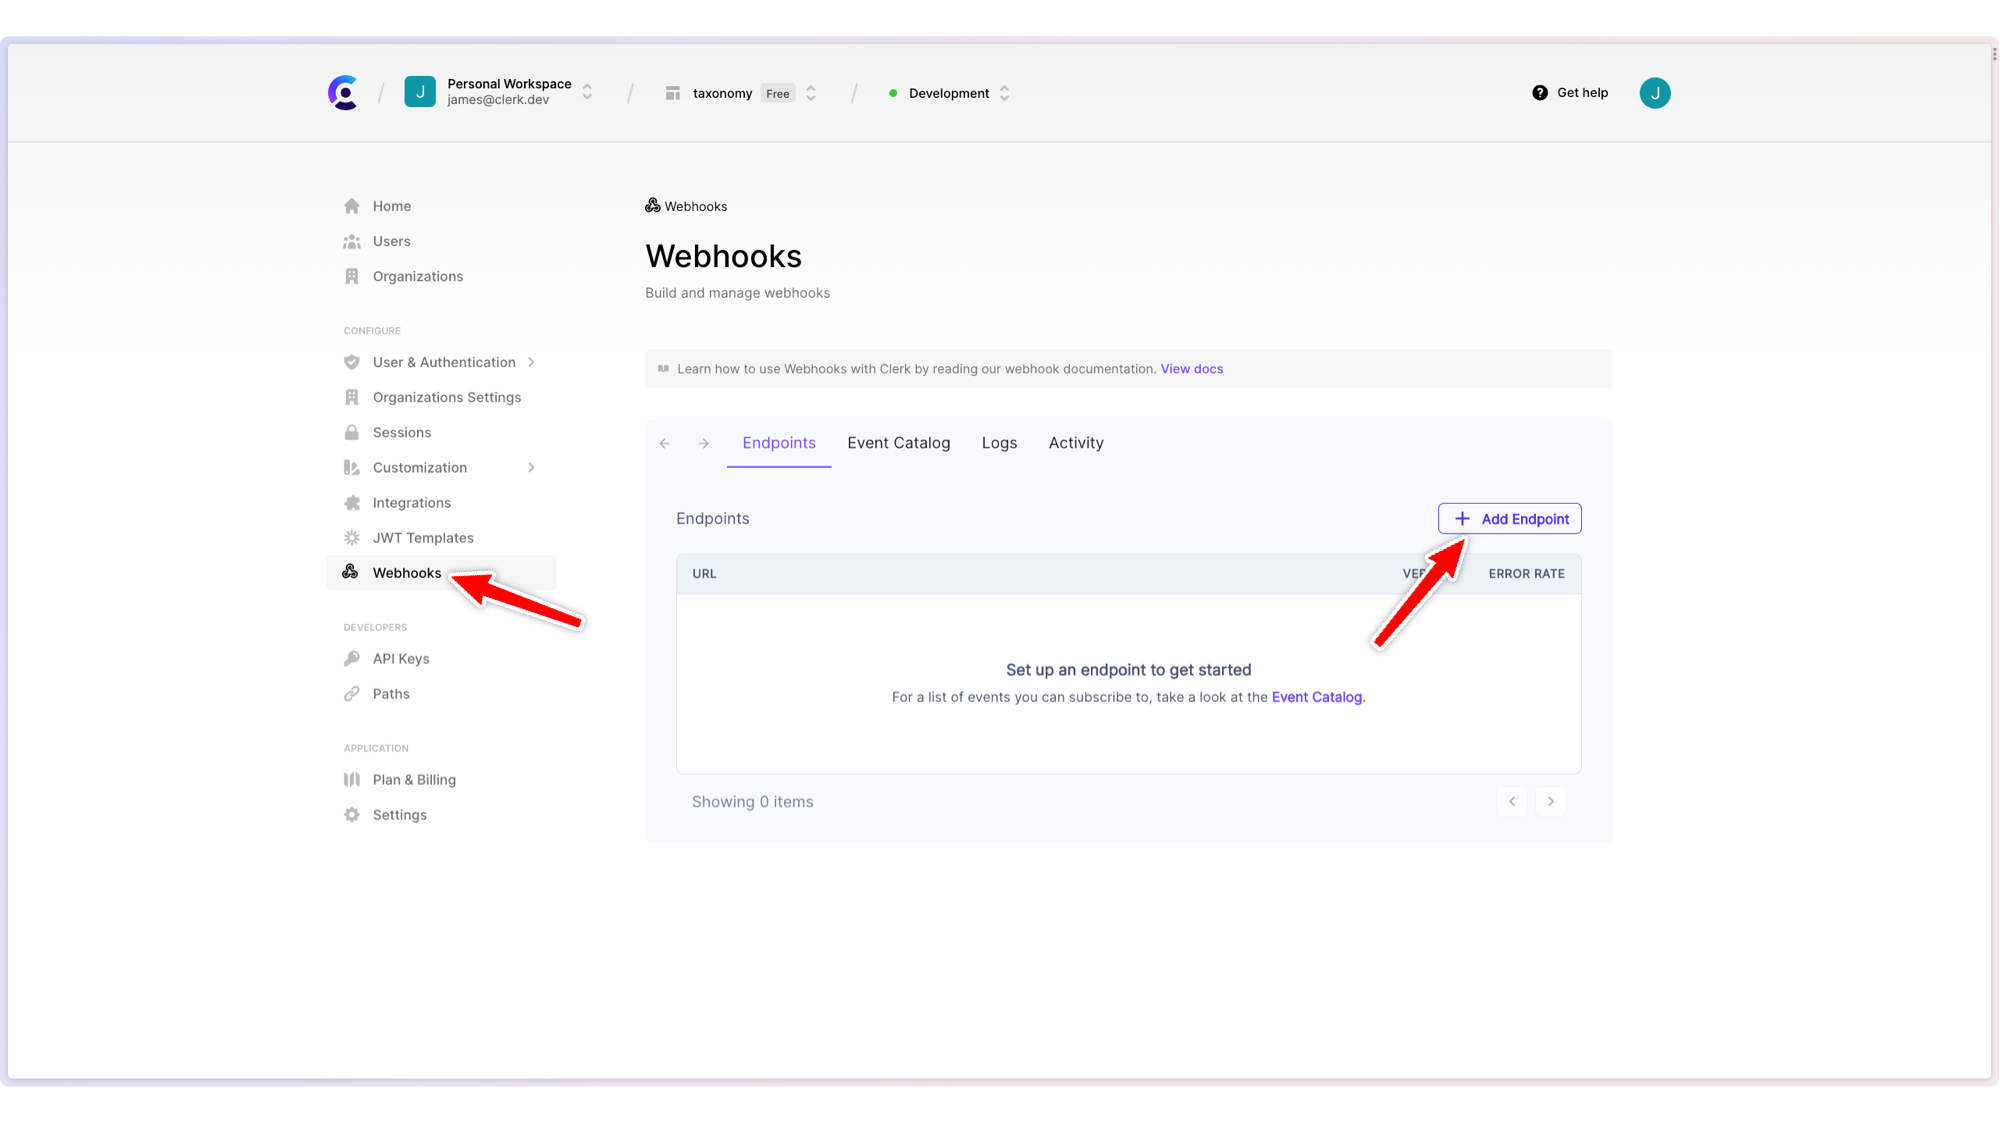 J
Personal Workspace
james@clerk.dev
/
taxonomy Free
/
Development
Get help
J
Home
Users
Organizations
CONFIGURE
User & Authentication
Organizations Settings
Sessions
Customization
Integrations
JWT Templates
Webhooks
DEVELOPERS
API Keys
Paths
APPLICATION
Plan & Billing
Settings
Webhooks
Webhooks
Build and manage webhooks
Learn how to use Webhooks with Clerk by reading our webhook documentation. View docs
Endpoints Event Catalog Logs Activity
Endpoints
+ Add Endpoint
URL ERROR RATE
Set up an endpoint to get started
For a list of events you can subscribe to, take a look at the Event Catalog.
Showing 0 items